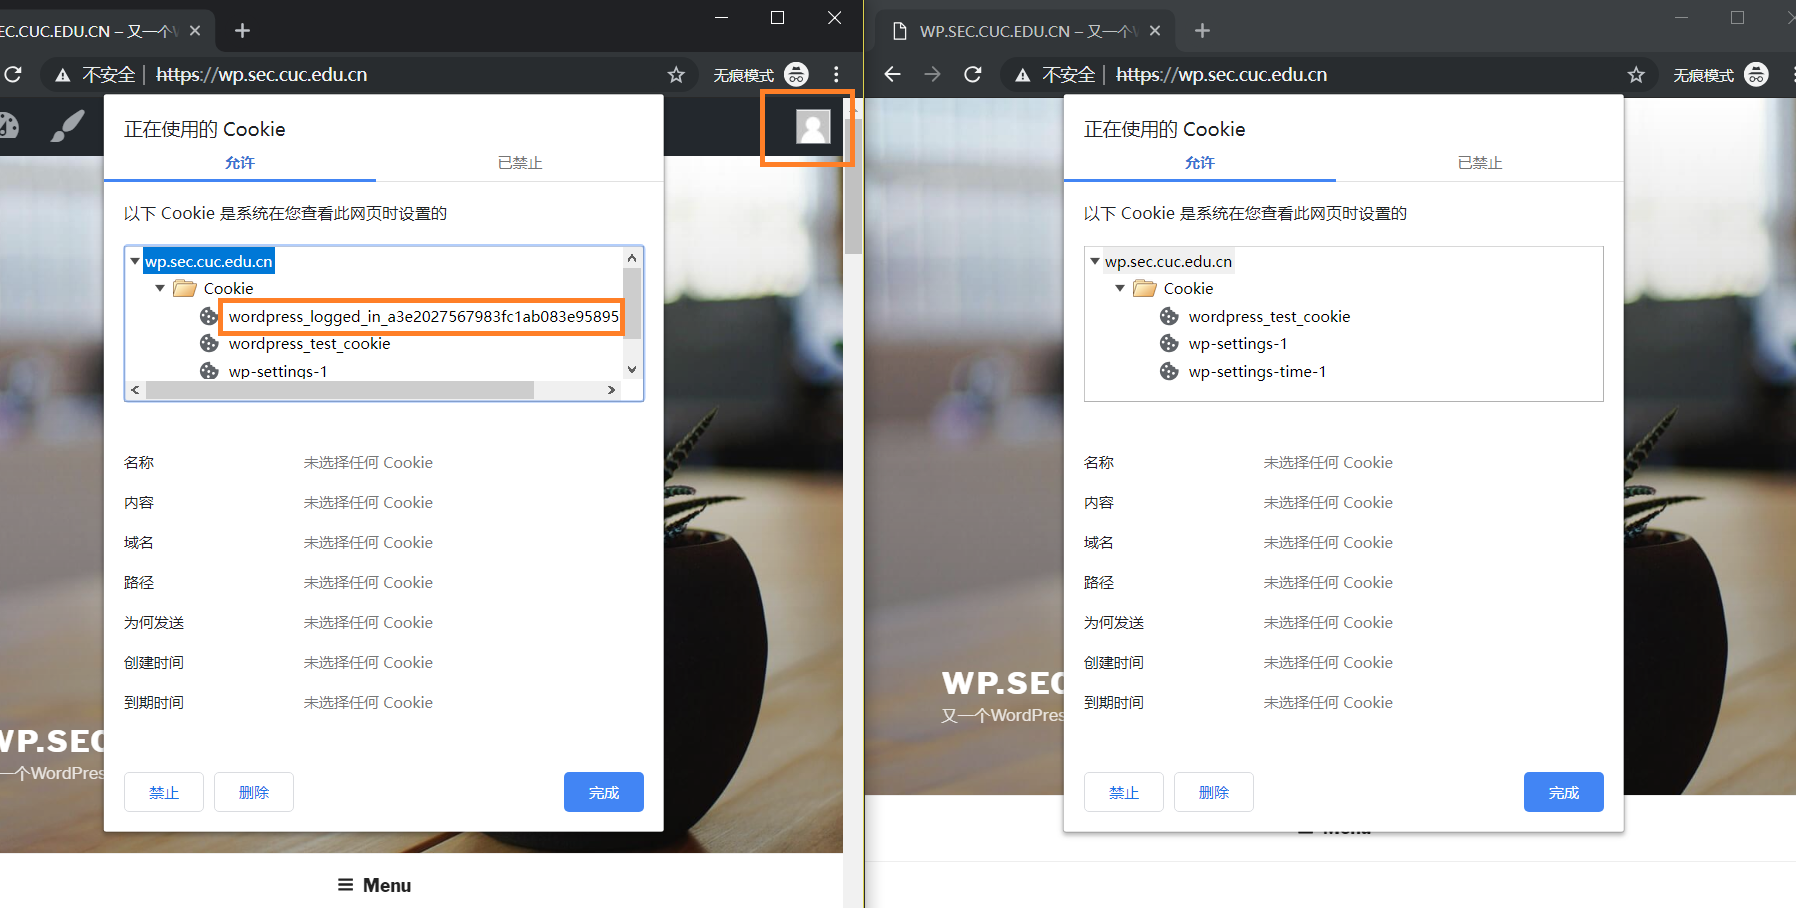 EC.CUC.EDU.CN – 又一个W
不安全 | https://wp.sec.cuc.edu.cn
无痕模式
正在使用的 Cookie
允许
已禁止
以下 Cookie 是系统在您查看此网页时设置的
wp.sec.cuc.edu.cn
Cookie
wordpress_logged_in_a3e2027567983fc1ab083e95895
wordpress_test_cookie
wp-settings-1
名称 未选择任何 Cookie
内容 未选择任何 Cookie
域名 未选择任何 Cookie
路径 未选择任何 Cookie
为何发送 未选择任何 Cookie
创建时间 未选择任何 Cookie
到期时间 未选择任何 Cookie
WP.SEC
一个WordPres
禁止
删除
完成
Menu
WP.SEC.CUC.EDU.CN – 又一个W
不安全 | https://wp.sec.cuc.edu.cn
无痕模式
正在使用的 Cookie
允许
已禁止
以下 Cookie 是系统在您查看此网页时设置的
wp.sec.cuc.edu.cn
Cookie
wordpress_test_cookie
wp-settings-1
wp-settings-time-1
名称 未选择任何 Cookie
内容 未选择任何 Cookie
域名 未选择任何 Cookie
路径 未选择任何 Cookie
为何发送 未选择任何 Cookie
创建时间 未选择任何 Cookie
到期时间 未选择任何 Cookie
WP.SEC
又一个WordPres
禁止
删除
完成
Menu